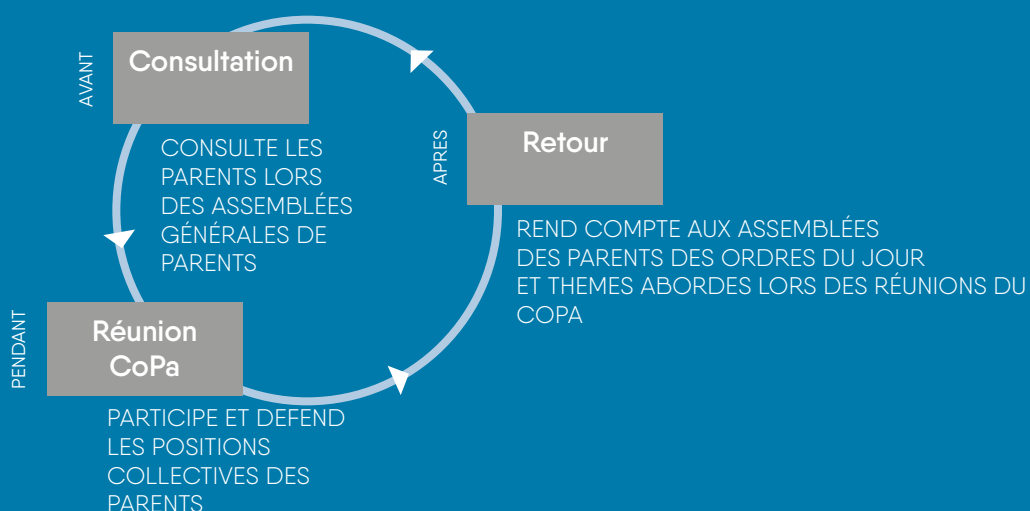 AVANT
Consultation
CONSULTE LES
PARENTS LORS
DES ASSEMBLÉES
GÉNÉRALES DE
PARENTS
PENDANT
Réunion
CoPa
PARTICIPE ET DEFEND
LES POSITIONS
COLLECTIVES DES
PARENTS
APRES
Retour
REND COMPTE AUX ASSEMBLÉES
DES PARENTS DES ORDRES DU JOUR
ET THEMES ABORDES LORS DES RÉUNIONS DU
COPA